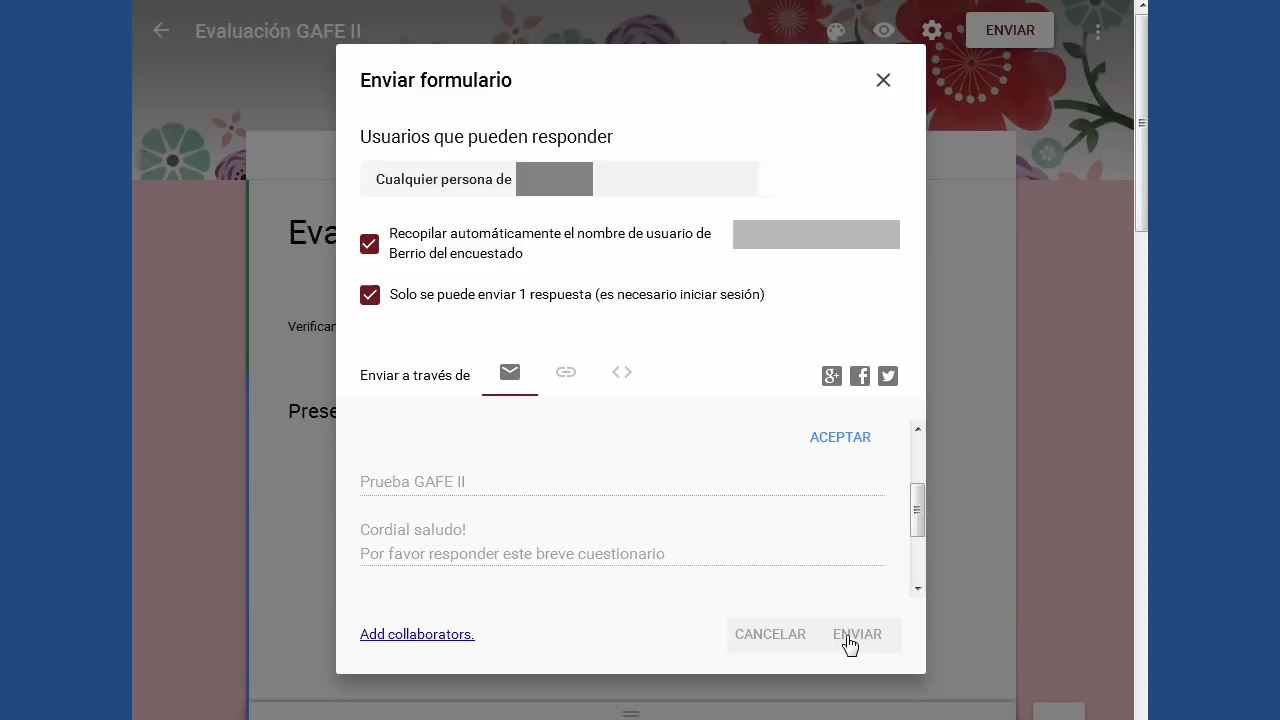 Evaluación GAFE II
ENVIAR
Enviar formulario
Usuarios que pueden responder
Cualquier persona de
Recopilar automáticamente el nombre de usuario de
Berrio del encuestado
Solo se puede enviar 1 respuesta (es necesario iniciar sesión)
Eva
Verifican
Enviar a través de
g+
Prese
ACEPTAR
Prueba GAFE II
Cordial saludo!
Por favor responder este breve cuestionario
Add collaborators.
CANCELAR
ENVIAR